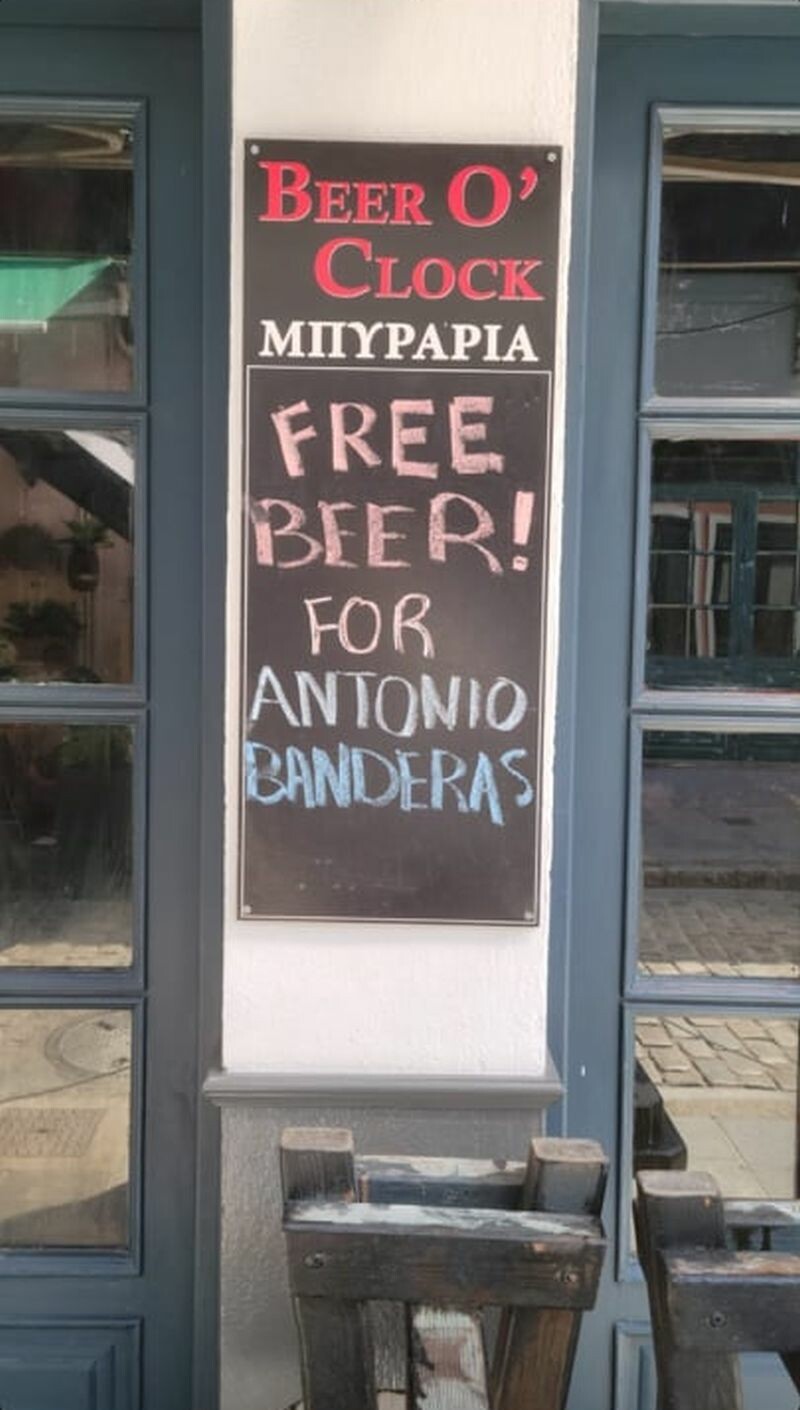 BEER O'
CLOCK
ΜΠΥΡΑΡΙΑ
FREE
BEER!
FOR
ANTONIO
BANDERAS